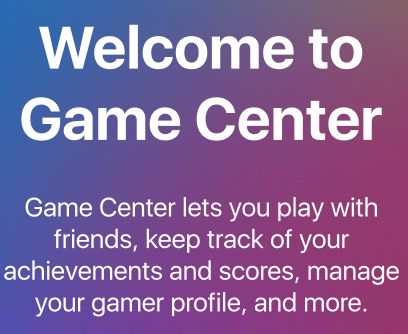 Welcome to
Game Center
Game Center lets you play with
friends, keep track of your
achievements and scores, manage
your gamer profile, and more.